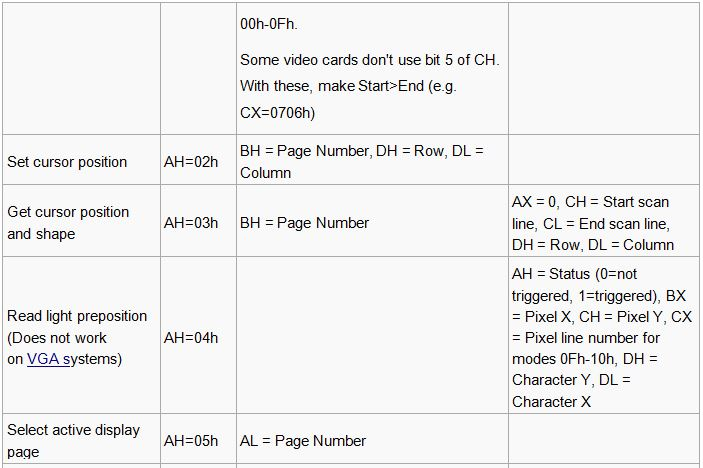 00h-0Fh.
Some video cards don't use bit 5 of CH.
With these, make Start>End (e.g.
CX=0706h)
Set cursor position
AH=02h
BH = Page Number, DH = Row, DL =
Column
Get cursor position
and shape
AH=03h
BH = Page Number
AX = 0, CH = Start scan
line, CL = End scan line,
DH = Row, DL = Column
Read light preposition
(Does not work
on VGA systems)
AH=04h
AH = Status (0=not
triggered, 1=triggered), BX
= Pixel X, CH = Pixel Y, CX
= Pixel line number for
modes 0Fh-10h, DH =
Character Y, DL =
Character X
Select active display
page
AH=05h
AL = Page Number